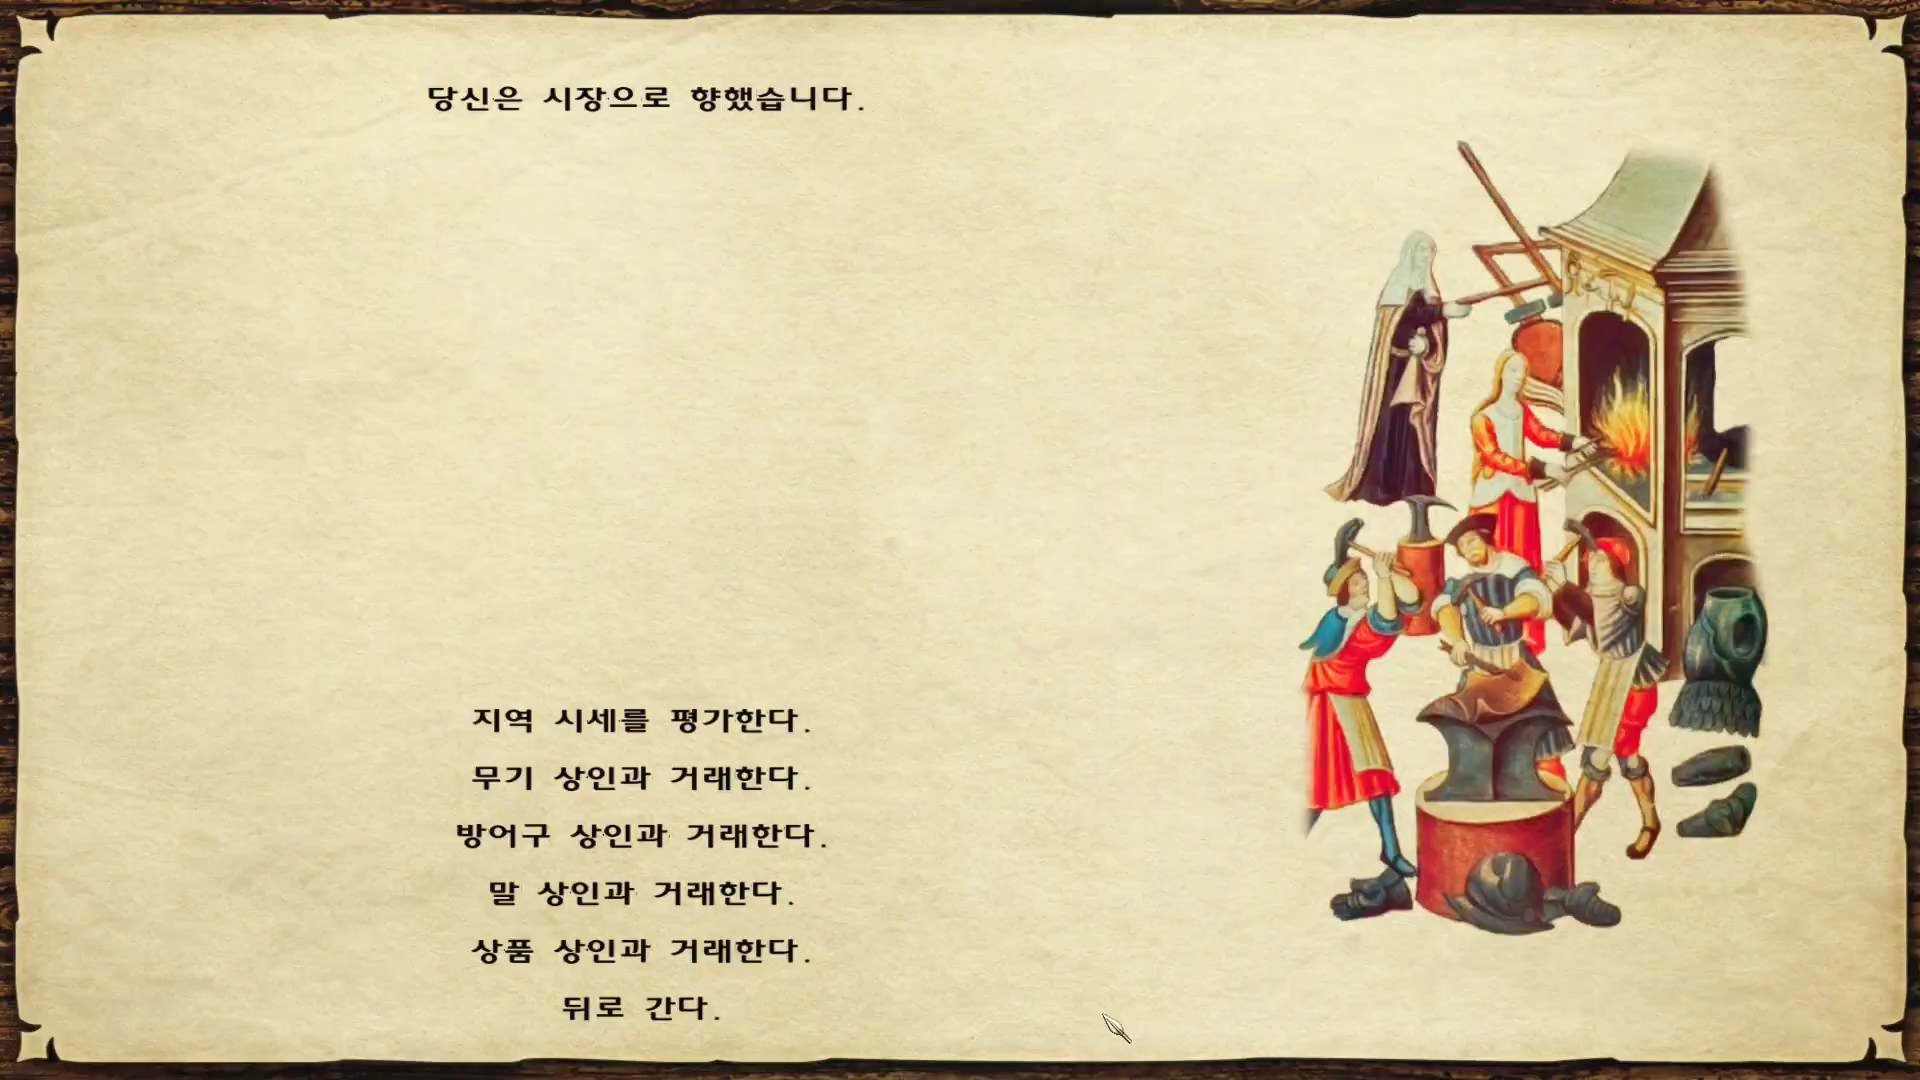 당신은 시장으로 향했습니다.
지역 시세를 평가한다.
무기 상인과 거래한다.
방어구 상인과 거래한다.
말 상인과 거래한다.
상품 상인과 거래한다.
뒤로 간다.